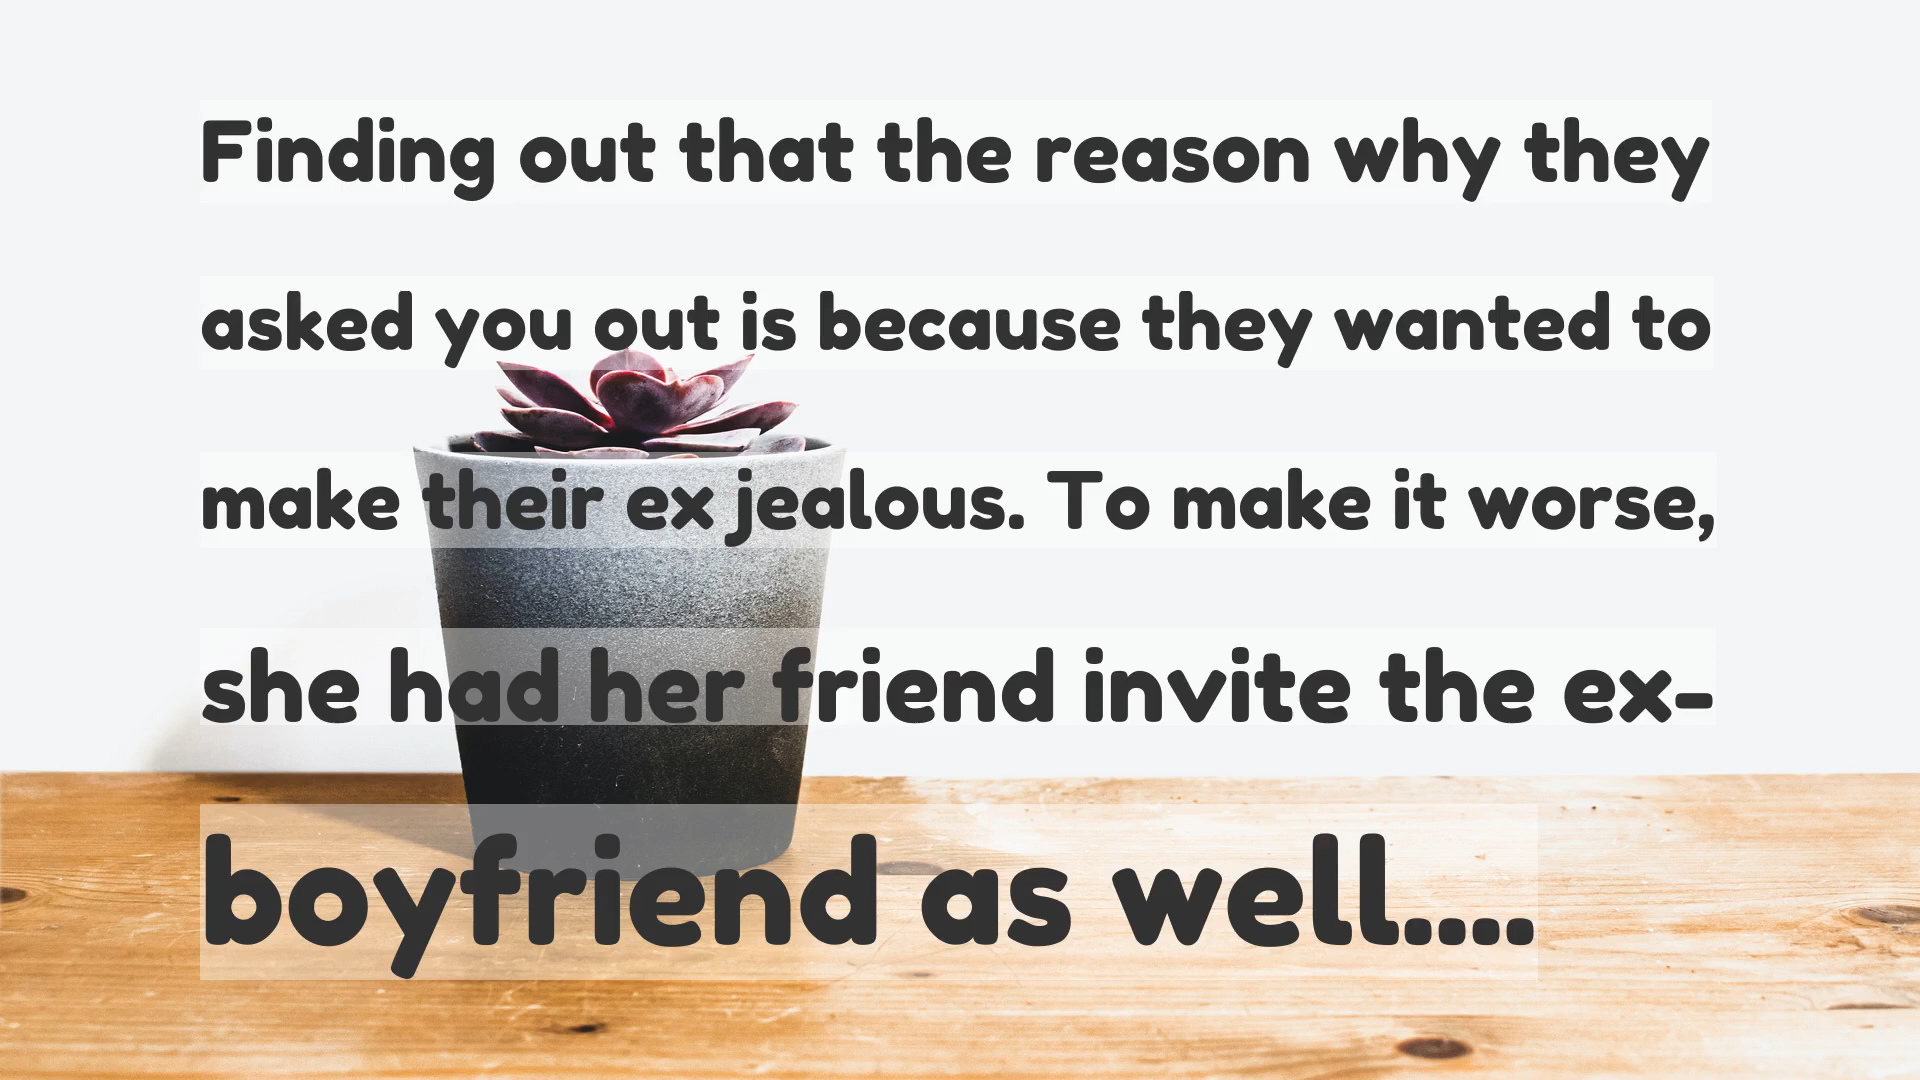 Finding out that the reason why they
asked you out is because they wanted to
make their ex jealous. To make it worse,
she had her friend invite the ex-
boyfriend as well....